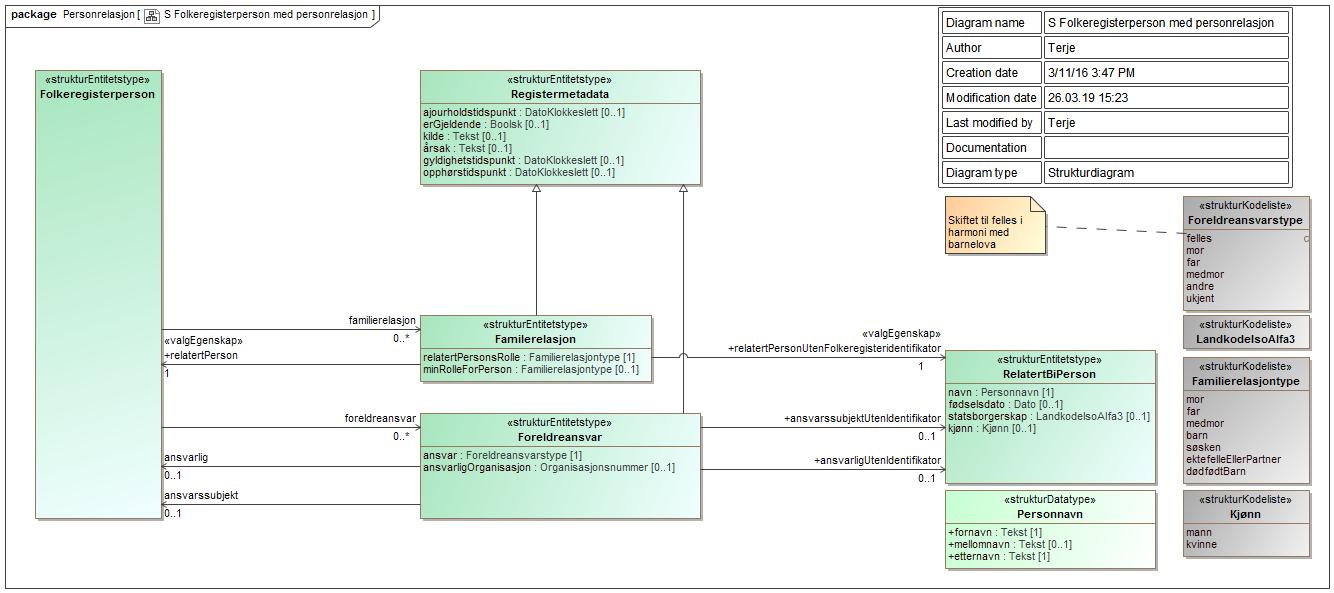 package Personrelasjon [ S Folkeregisterperson med personrelasjon ]
Diagram name S Folkeregisterperson med personrelasjon
Author Terje
Creation date 3/11/16 3:47 PM
Modification date 26.03.19 15:23
Last modified by Terje
Documentation
Diagram type Strukturdiagram
«strukturEntitetstype»
Folkeregisterperson
«strukturEntitetstype»
Registermetadata
ajourholdstidspunkt : DatoKlokkeslett [0..1]
erGjeldende : Boolsk [0..1]
kilde : Tekst [0..1]
årsak : Tekst [0..1]
gyldighetstidspunkt : DatoKlokkeslett [0..1]
opphørstidspunkt : DatoKlokkeslett [0..1]
Skiftet til felles i
harmoni med
barnelova
«strukturKodeliste»
Foreldreansvarstype
felles
mor
far
medmor
andre
ukjent
«strukturKodeliste»
LandkodeIsoAlfa3
familierelasjon
0..*
«valgEgenskap»
+relatertPerson
1
«strukturEntitetstype»
Familerelasjon
relatertPersonsRolle : Familierelasjontype [1]
minRolleForPerson : Familierelasjontype [0..1]
«valgEgenskap»
+relatertPersonUtenFolkeregisteridentifikator
1
«strukturEntitetstype»
RelatertBiPerson
navn : Personnavn [1]
fødselsdato : Dato [0..1]
statsborgerskap : LandkodeIsoAlfa3 [0..1]
kjønn : Kjønn [0..1]
«strukturKodeliste»
Familierelasjontype
mor
far
medmor
barn
søsken
ektefelleEllerPartner
dødfødtBarn
foreldreansvar
0..*
ansvarlig
0..1
ansvarssubjekt
0..1
«strukturEntitetstype»
Foreldreansvar
ansvar : Foreldreansvarstype [1]
ansvarligOrganisasjon : Organisasjonsnummer [0..1]
+ansvarssubjektUtenIdentifikator
0..1
+ansvarligUtenIdentifikator
0..1
«strukturDatatype»
Personnavn
+fornavn : Tekst [1]
+mellomnavn : Tekst [0..1]
+etternavn : Tekst [1]
«strukturKodeliste»
Kjønn
mann
kvinne